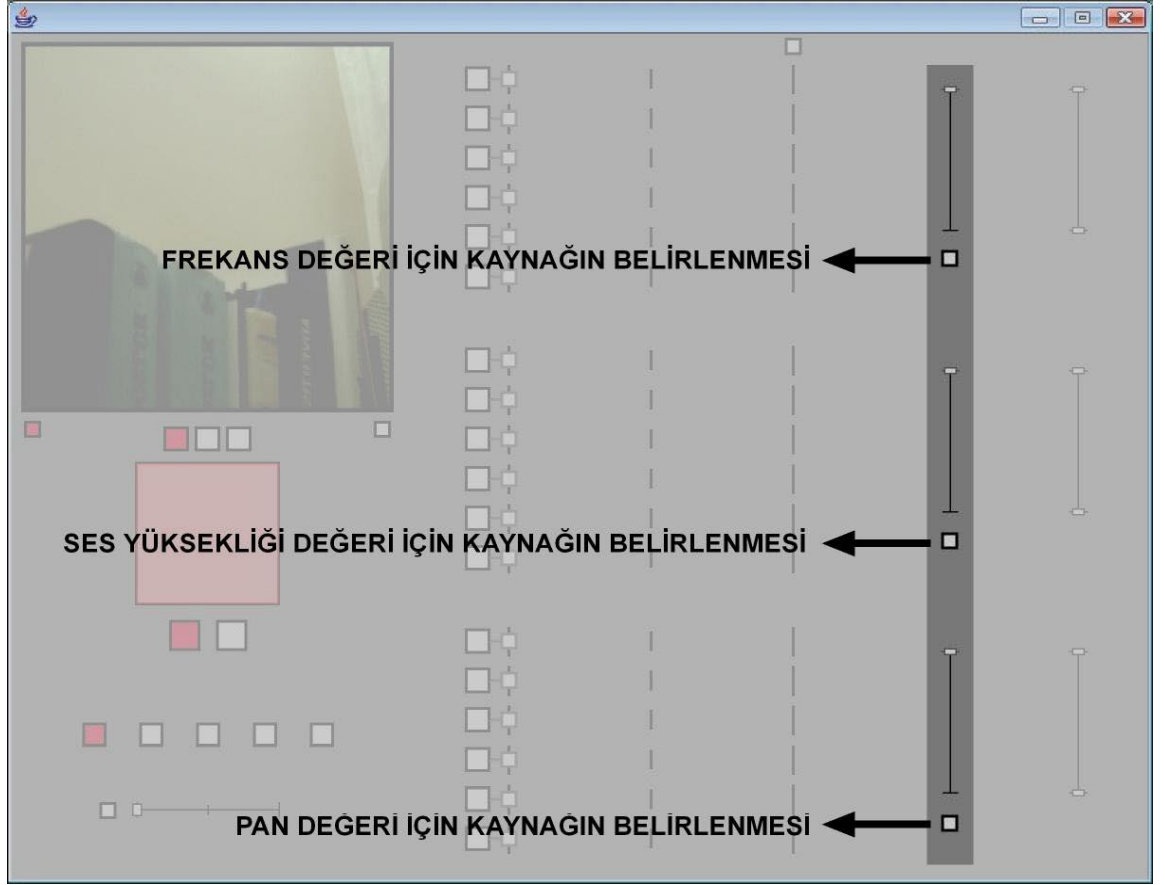 FREKANS DEĞERİ İÇİN KAYNAĞIN BELİRLENMESİ
SES YÜKSEKLİĞİ DEĞERİ İÇİN KAYNAĞIN BELİRLENMESİ
PAN DEĞERİ İÇİN KAYNAĞIN BELİRLENMESİ